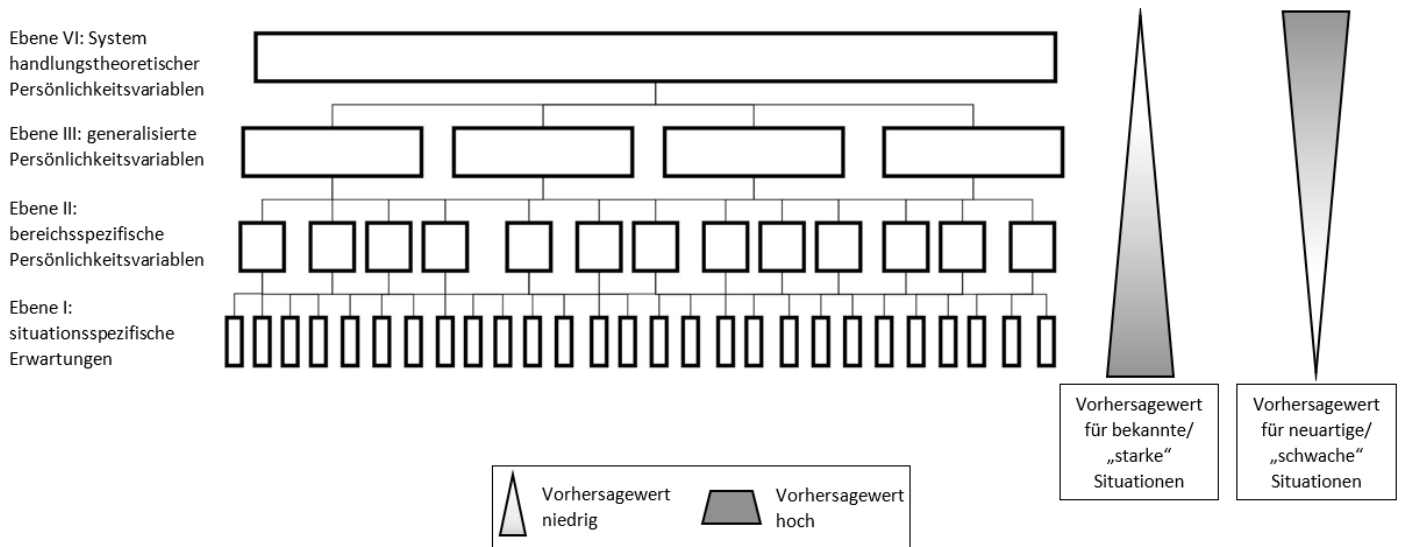 Ebene VI: System
handlungstheoretischer
Persönlichkeitsvariablen
Ebene III: generalisierte
Persönlichkeitsvariablen
Ebene II:
bereichsspezifische
Persönlichkeitsvariablen
Ebene I:
situationsspezifische
Erwartungen
Vorhersagewert
für bekannte/
„starke“
Situationen
Vorhersagewert
für neuartige/
„schwache“
Situationen
Vorhersagewert
niedrig
Vorhersagewert
hoch